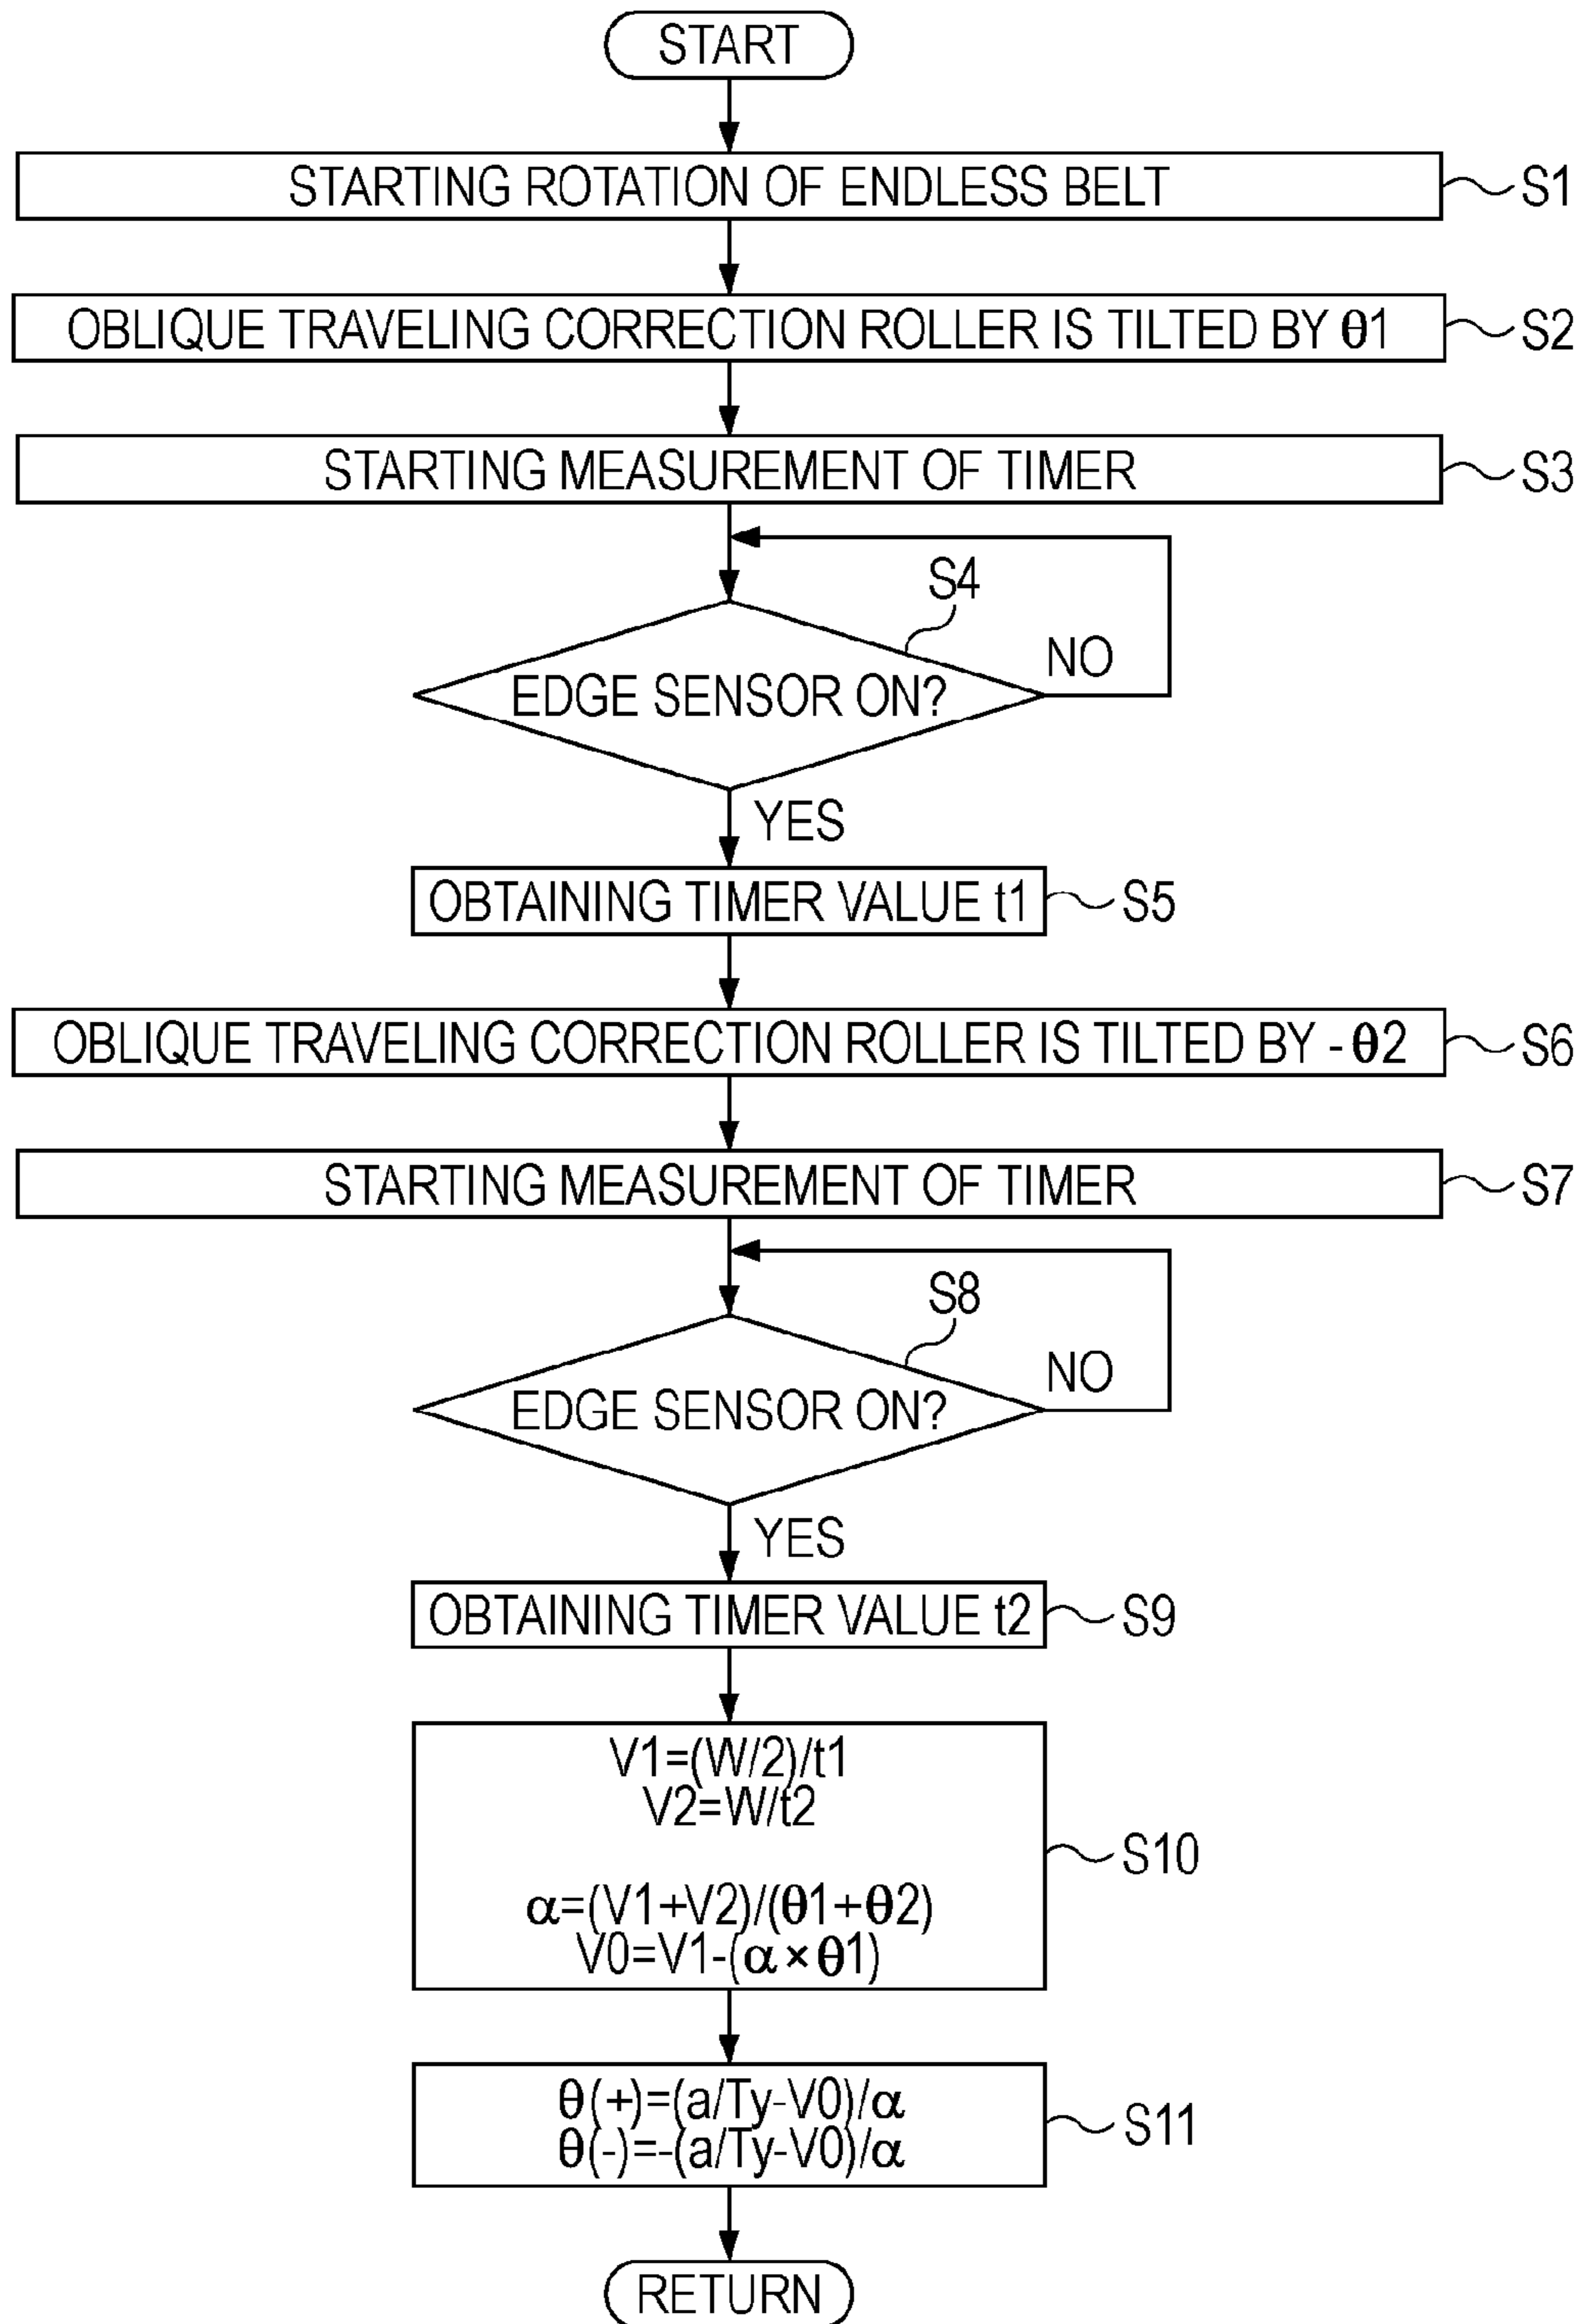 START
STARTING ROTATION OF ENDLESS BELT
S1
OBLIQUE TRAVELING CORRECTION ROLLER IS TILTED BY θ1
S2
STARTING MEASUREMENT OF TIMER
S3
S4
NO
EDGE SENSOR ON?
YES
OBTAINING TIMER VALUE t1
S5
OBLIQUE TRAVELING CORRECTION ROLLER IS TILTED BY -θ2
S6
STARTING MEASUREMENT OF TIMER
S7
S8
NO
EDGE SENSOR ON?
YES
OBTAINING TIMER VALUE t2
S9
V1=(W/2)/t1
V2=W/t2
S10
α=(V1+V2)/(θ1+θ2)
V0=V1-(α×θ1)
θ(+)=(a/Ty-V0)/α
S11
θ(-)=-(a/Ty-V0)/α
RETURN